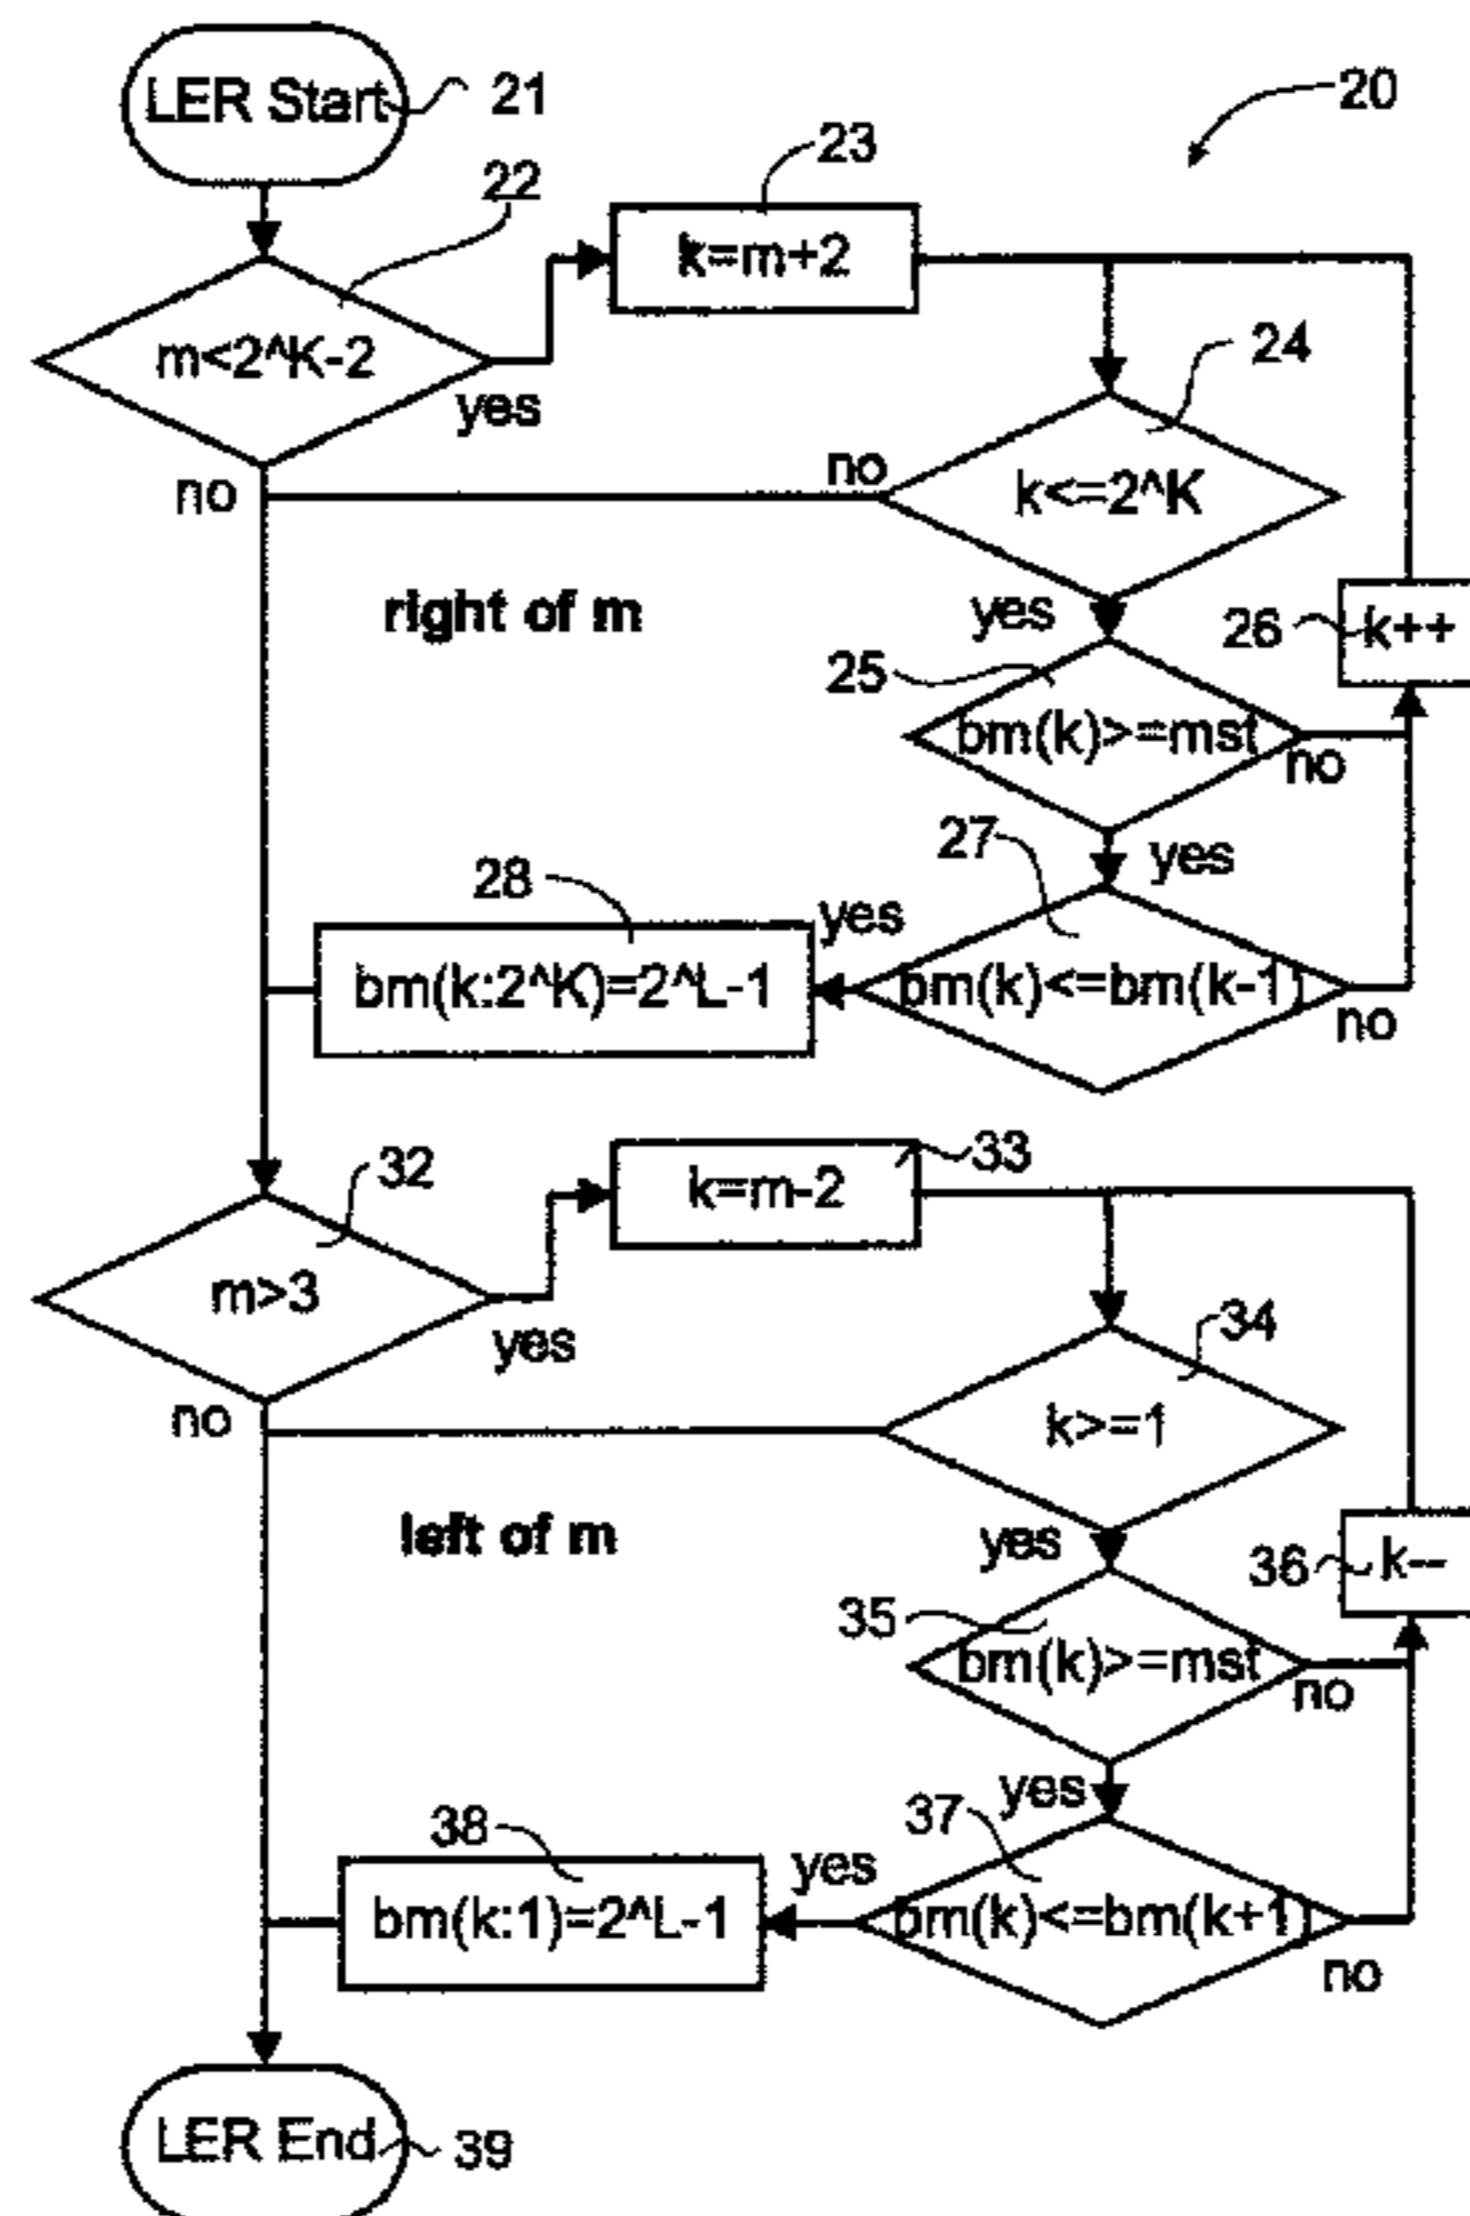 LER Start
21
20
22
23
k=m+2
m<2^K-2
yes
no
24
no
k<=2^K
right of m
yes
26
k++
25
bm(k)>=mst
no
27
yes
28
yes
bm(k:2^K)=2^L-1
bm(k)<=bm(k-1)
no
32
33
k=m-2
m>3
yes
no
34
k>=1
left of m
yes
36
k--
35
bm(k)>=mst
no
yes
37
38
yes
bm(k:1)=2^L-1
bm(k)<=bm(k+1)
no
LER End
39